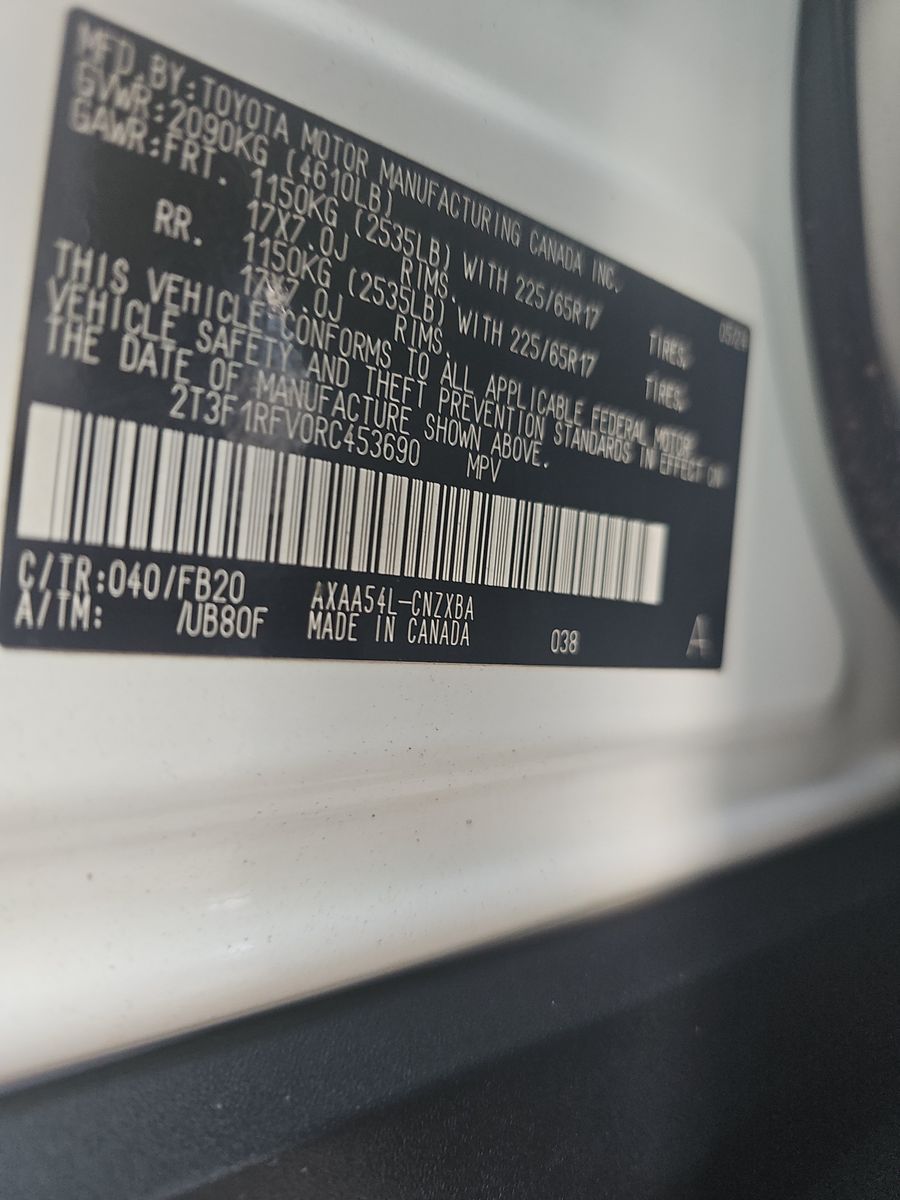 MFD.BY:TOYOTA MOTOR MANUFACTURING CANADA INC.
GVWR:2090KG (4610LB)
GAWR:FRT. 1150KG (2535LB) WITH 225/65R17 TIRES,
17X7.0J RIMS.
RR. 1150KG (2535LB) WITH 225/65R17 TIRES,
17X7.0J RIMS.
THIS VEHICLE CONFORMS TO ALL APPLICABLE FEDERAL MOTOR
VEHICLE SAFETY AND THEFT PREVENTION STANDARDS IN EFFECT ON
THE DATE OF MANUFACTURE SHOWN ABOVE.
2T3F1RFV0RC453690 MPV
C/TR:040/FB20 AXAA54L-CNZXBA
A/TM: /UB80F MADE IN CANADA 038